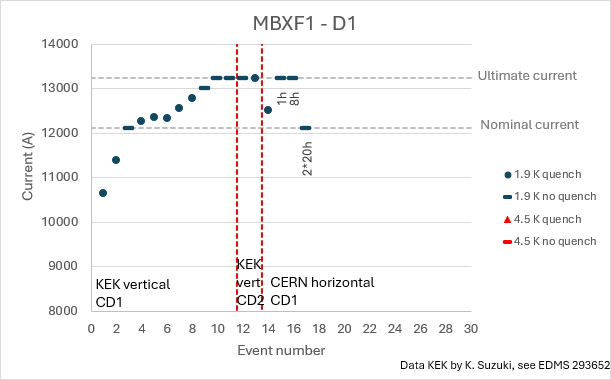 MBXF1 - D1
14000
13000
12000
11000
10000
9000
8000
Current (A)
Ultimate current
Nominal current
1h
8h
2*20h
1.9 K quench
1.9 K no quench
4.5 K quench
4.5 K no quench
KEK vertical
CD1
KEK
vert
CD2
CERN horizontal
CD1
0 2 4 6 8 10 12 14 16 18 20 22 24 26 28 30
Event number
Data KEK by K. Suzuki, see EDMS 293652